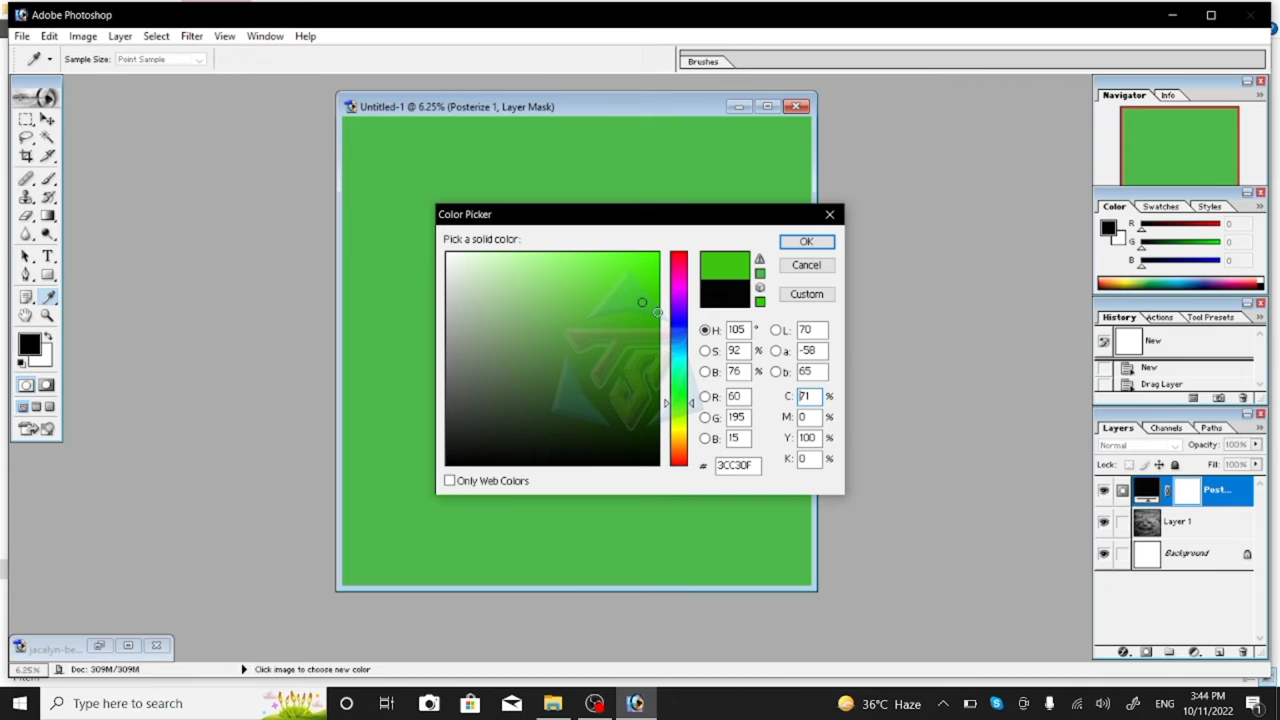 Adobe Photoshop
File Edit Image Layer Select Filter View Window Help
Sample Size: Point Sample
Brushes
Untitled-1 @ 6.25% (Posterize 1, Layer Mask)
Navigator Info
Color Swatches Styles
R 0
G 0
B 0
History Actions Tool Presets
New
New
Drag Layer
Layers Channels Paths
Normal Opacity: 100%
Lock: Fill: 100%
Post...
Layer 1
Background
Color Picker
Pick a solid color:
OK
Cancel
Custom
H: 105 ° L: 70
S: 92 % a: -58
B: 76 % b: 65
R: 60 C: 71 %
G: 195 M: 0 %
B: 15 Y: 100 %
# 3CC30F K: 0 %
Only Web Colors
jacalyn-be...
6.25% Doc: 309M/309M Click image to choose new color
Type here to search
36°C Haze
ENG
3:44 PM
10/11/2022
1